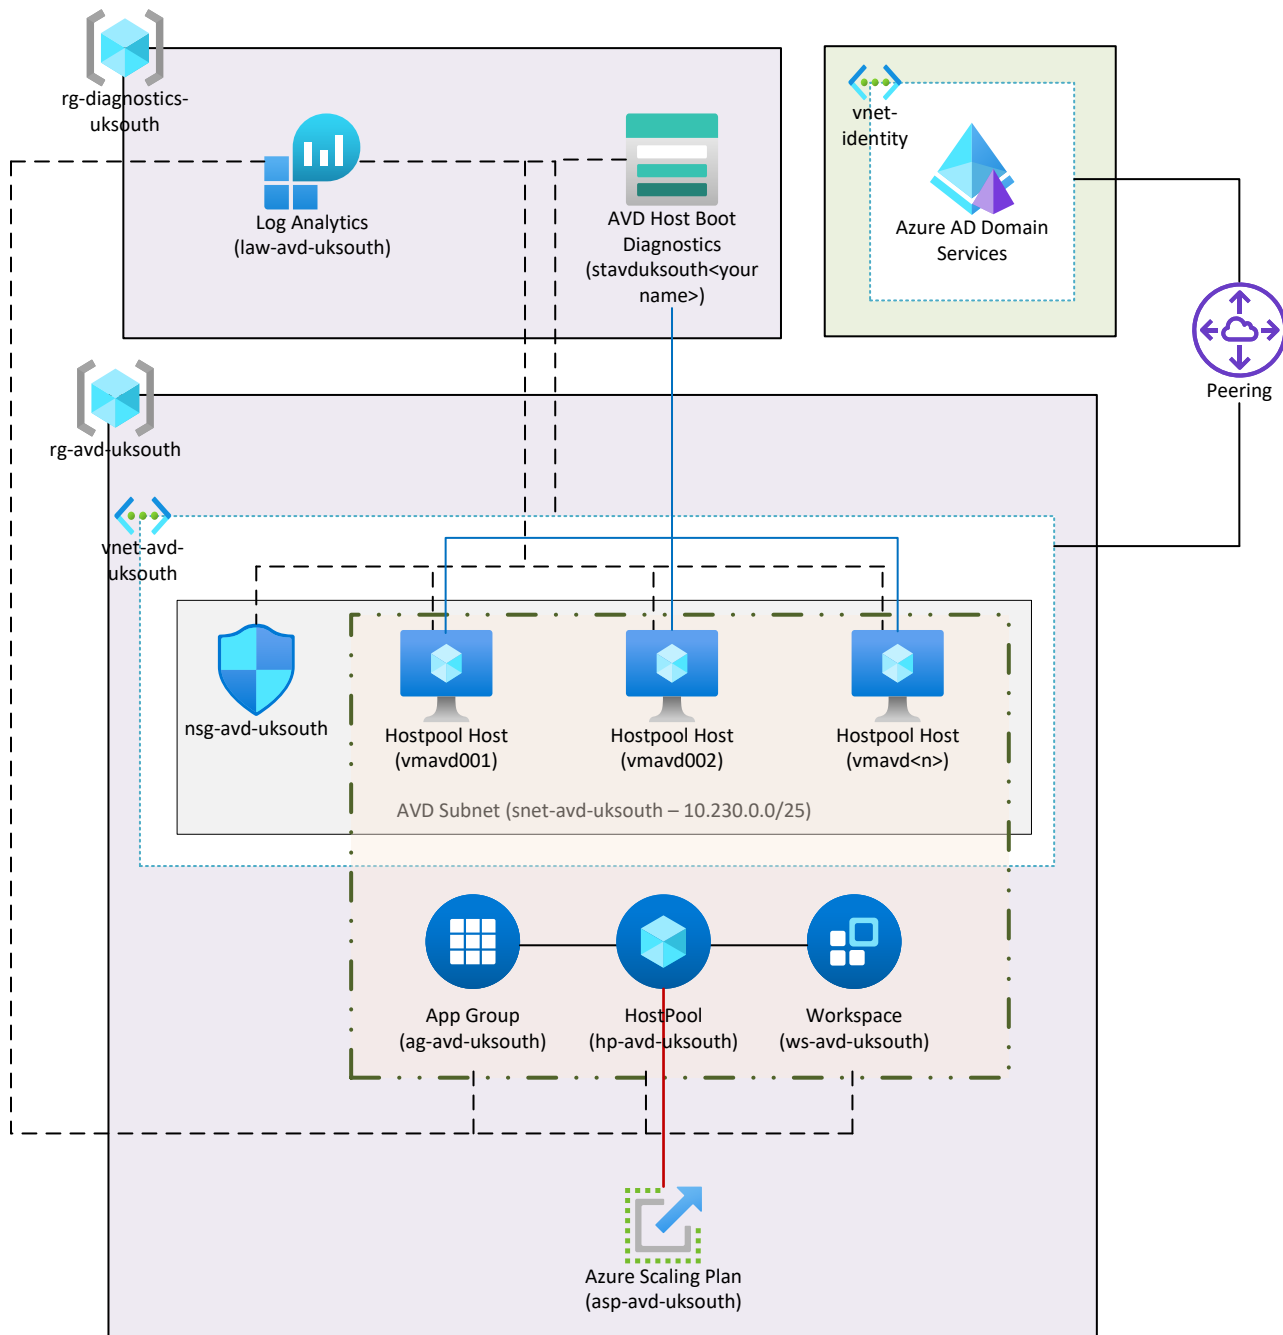 rg-diagnostics-
uksouth
Log Analytics
(law-avd-uksouth)
AVD Host Boot
Diagnostics
(stavduksouth<your
name>)
vnet-
identity
Azure AD Domain
Services
Peering
rg-avd-uksouth
vnet-avd-
uksouth
nsg-avd-uksouth
Hostpool Host
(vmavd001)
Hostpool Host
(vmavd002)
Hostpool Host
(vmavd<n>)
AVD Subnet (snet-avd-uksouth – 10.230.0.0/25)
App Group
(ag-avd-uksouth)
HostPool
(hp-avd-uksouth)
Workspace
(ws-avd-uksouth)
Azure Scaling Plan
(asp-avd-uksouth)